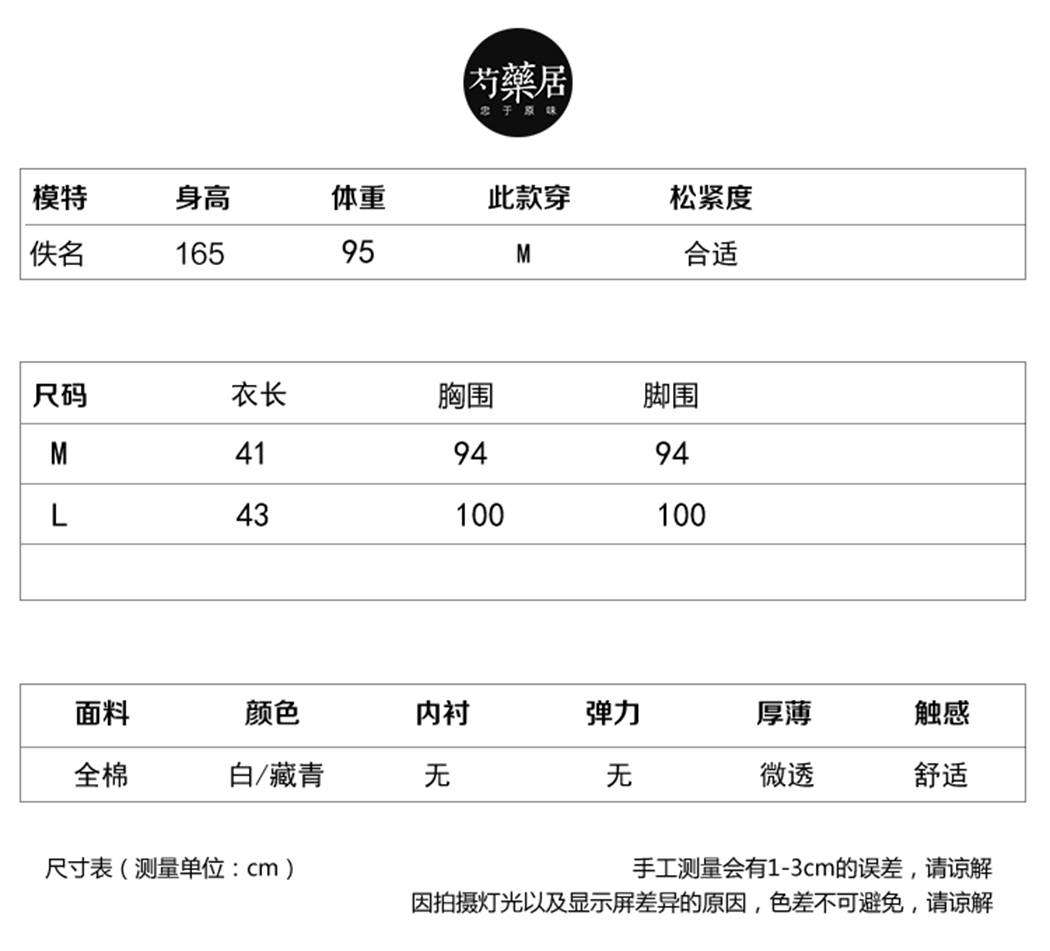 芍藥居
忠于原味
模特 身高 体重 此款穿 松紧度
佚名 165 95 M 合适
尺码 衣长 胸围 脚围
M 41 94 94
L 43 100 100
面料 颜色 内衬 弹力 厚薄 触感
全棉 白/藏青 无 无 微透 舒适
尺寸表（测量单位：cm） 手工测量会有1-3cm的误差，请谅解
因拍摄灯光以及显示屏差异的原因，色差不可避免，请谅解